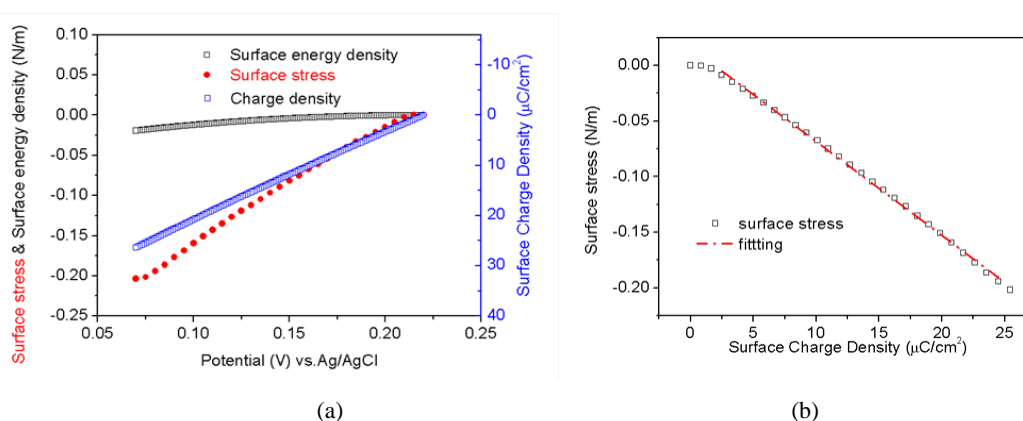 Surface stress & Surface energy density (N/m)
0.10
0.05
0.00
-0.05
-0.10
-0.15
-0.20
-0.25
Surface energy density
Surface stress
Charge density
-10
0
10
20
30
40
Surface Charge Density (μC/cm²)
0.05
0.10
0.15
0.20
0.25
Potential (V) vs.Ag/AgCl
(a)
Surface stress (N/m)
0.00
-0.05
-0.10
-0.15
-0.20
surface stress
fittting
0
5
10
15
20
25
Surface Charge Density (μC/cm²)
(b)